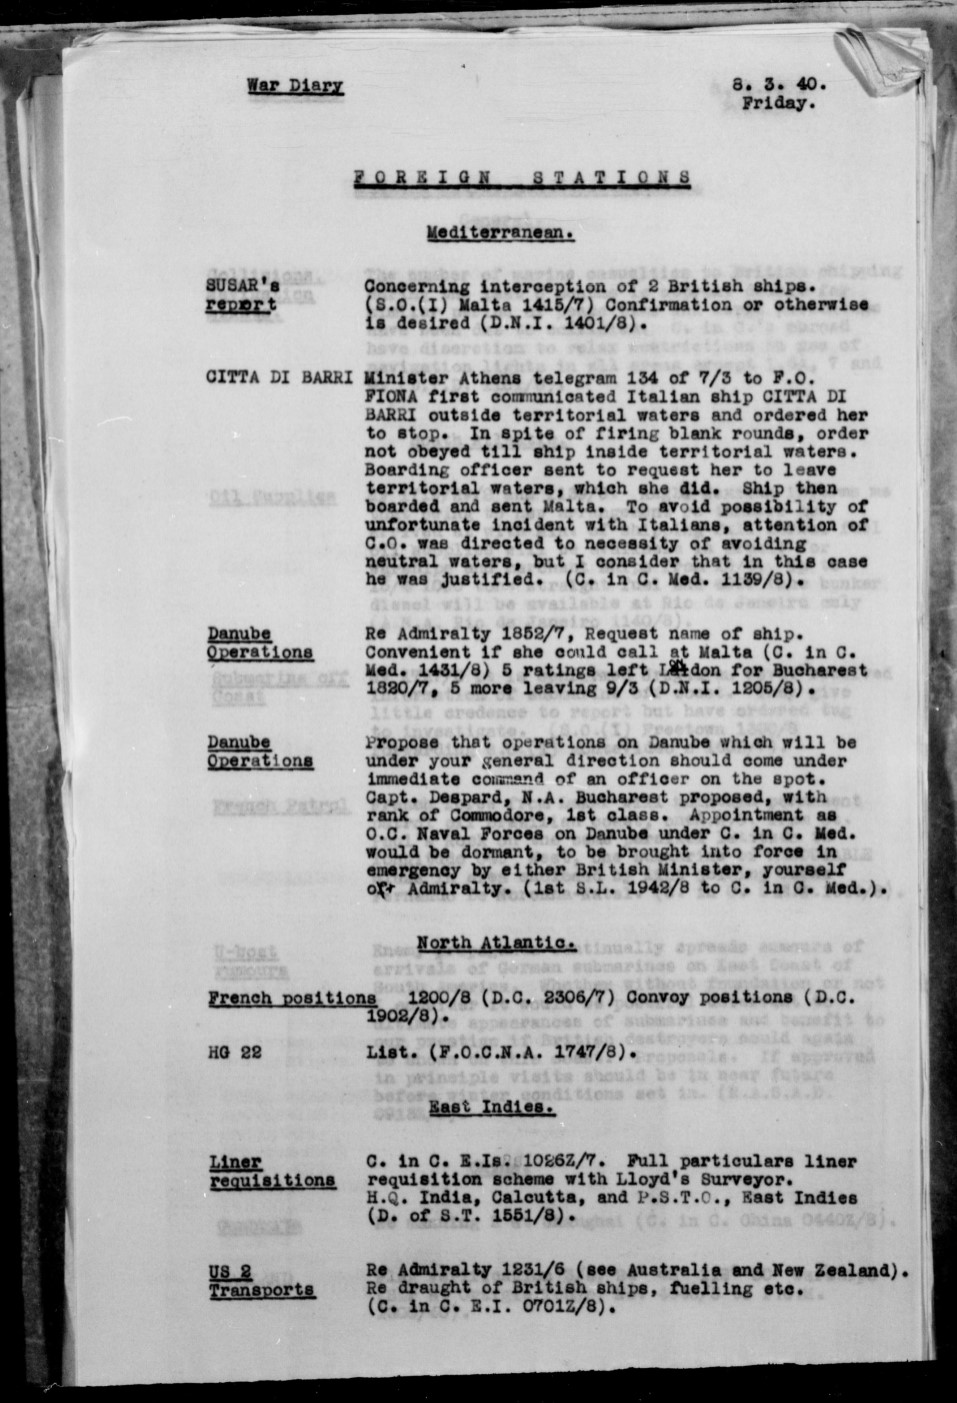 War Diary
8. 3. 40.
Friday.
FOREIGN STATIONS
Mediterranean.
SUSAR's report
Concerning interception of 2 British ships.
(S.O.(I) Malta 1415/7) Confirmation or otherwise
is desired (D.N.I. 1401/8).
CITTA DI BARRI Minister Athens telegram 134 of 7/3 to F.O.
FIONA first communicated Italian ship CITTA DI
BARRI outside territorial waters and ordered her
to stop. In spite of firing blank rounds, order
not obeyed till ship inside territorial waters.
Boarding officer sent to request her to leave
territorial waters, which she did. Ship then
boarded and sent Malta. To avoid possibility of
unfortunate incident with Italians, attention of
C.O. was directed to necessity of avoiding
neutral waters, but I consider that in this case
he was justified. (C. in C. Med. 1139/8).
Danube Operations
Re Admiralty 1852/7, Request name of ship.
Convenient if she could call at Malta (C. in C.
Med. 1431/8) 5 ratings left London for Bucharest
1820/7, 5 more leaving 9/3 (D.N.I. 1205/8).
Danube Operations
Propose that operations on Danube which will be
under your general direction should come under
immediate command of an officer on the spot.
Capt. Despard, N.A. Bucharest proposed, with
rank of Commodore, 1st class. Appointment as
O.C. Naval Forces on Danube under C. in C. Med.
would be dormant, to be brought into force in
emergency by either British Minister, yourself
or Admiralty. (1st S.L. 1942/8 to C. in C. Med.).
North Atlantic.
French positions 1200/8 (D.C. 2306/7) Convoy positions (D.C.
1902/8).
HG 22 List. (F.O.C.N.A. 1747/8).
East Indies.
Liner requisitions
C. in C. E.Is. 1026Z/7. Full particulars liner
requisition scheme with Lloyd's Surveyor.
H.Q. India, Calcutta, and P.S.T.O., East Indies
(D. of S.T. 1551/8).
US 2 Transports
Re Admiralty 1231/6 (see Australia and New Zealand).
Re draught of British ships, fuelling etc.
(C. in C. E.I. 0701Z/8).